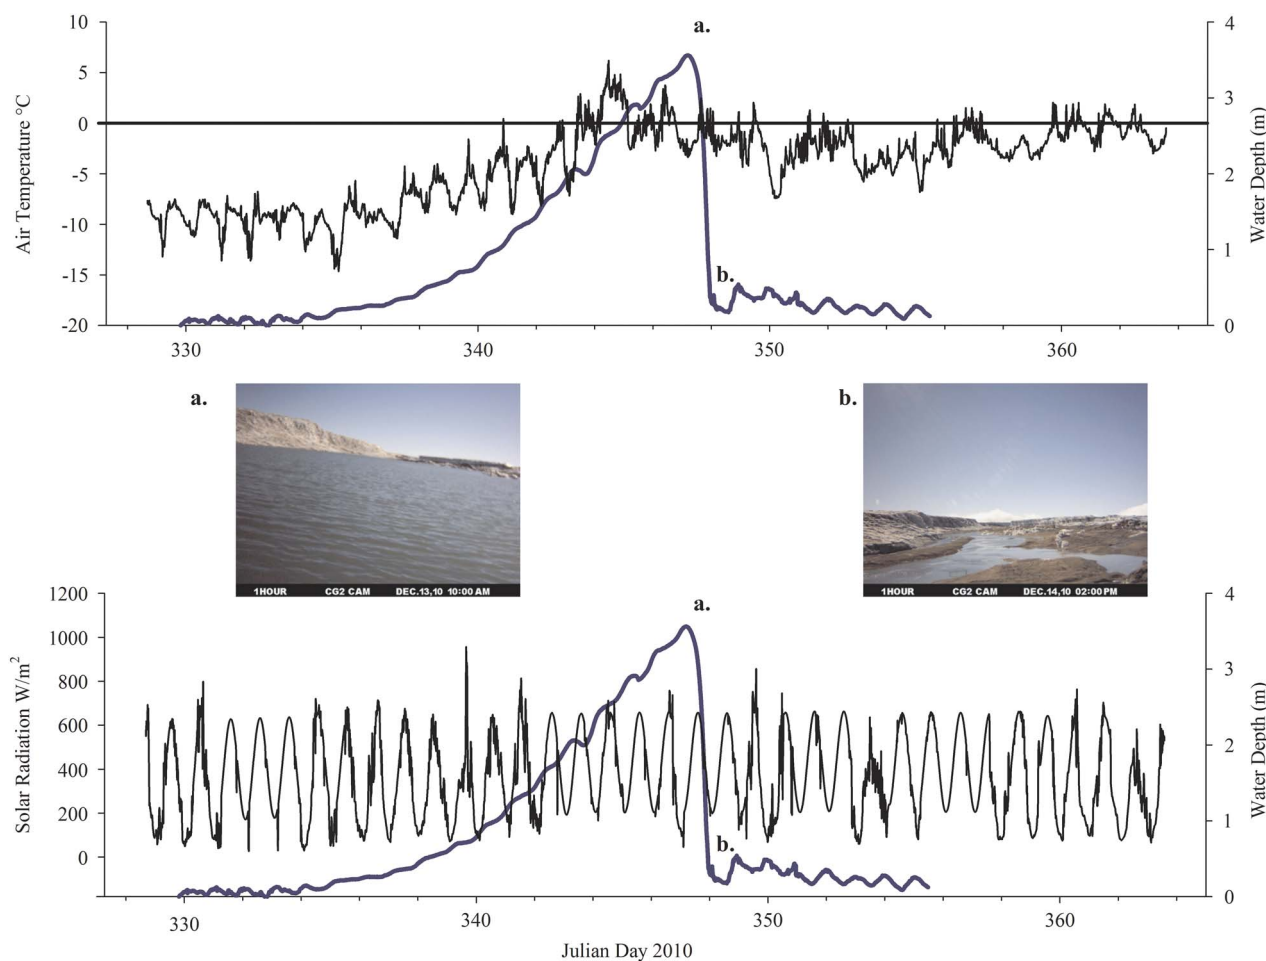 a.
10
5
0
-5
-10
-15
-20
Air Temperature °C
4
3
2
1
0
Water Depth (m)
b.
330
340
350
360
a.
b.
1HOUR CG2 CAM DEC.13,10 10:00 AM
1HOUR CG2 CAM DEC.14,10 02:00 PM
a.
1200
1000
800
600
400
200
0
Solar Radiation W/m²
4
3
2
1
0
Water Depth (m)
b.
330
340
350
360
Julian Day 2010